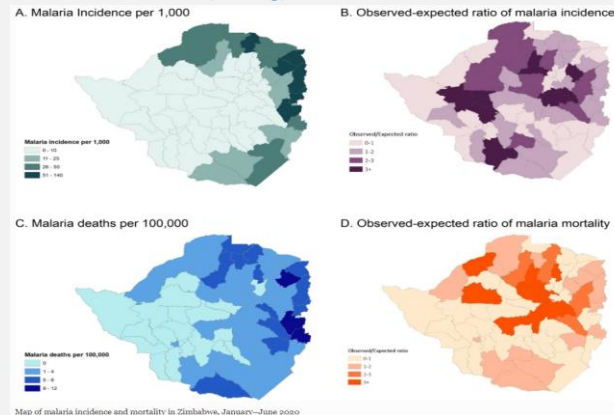 A. Malaria Incidence per 1,000
B. Observed-expected ratio of malaria incidence
Malaria incidence per 1,000
0 - 10
11 - 25
26 - 50
51 - 140
Observed/Expected ratio
0-1
1-2
2-3
3+
C. Malaria deaths per 100,000
D. Observed-expected ratio of malaria mortality
Malaria deaths per 100,000
0
1 - 4
5 - 8
9 - 12
Observed/Expected ratio
0-1
1-2
2-3
3+
Map of malaria incidence and mortality in Zimbabwe, January–June 2020